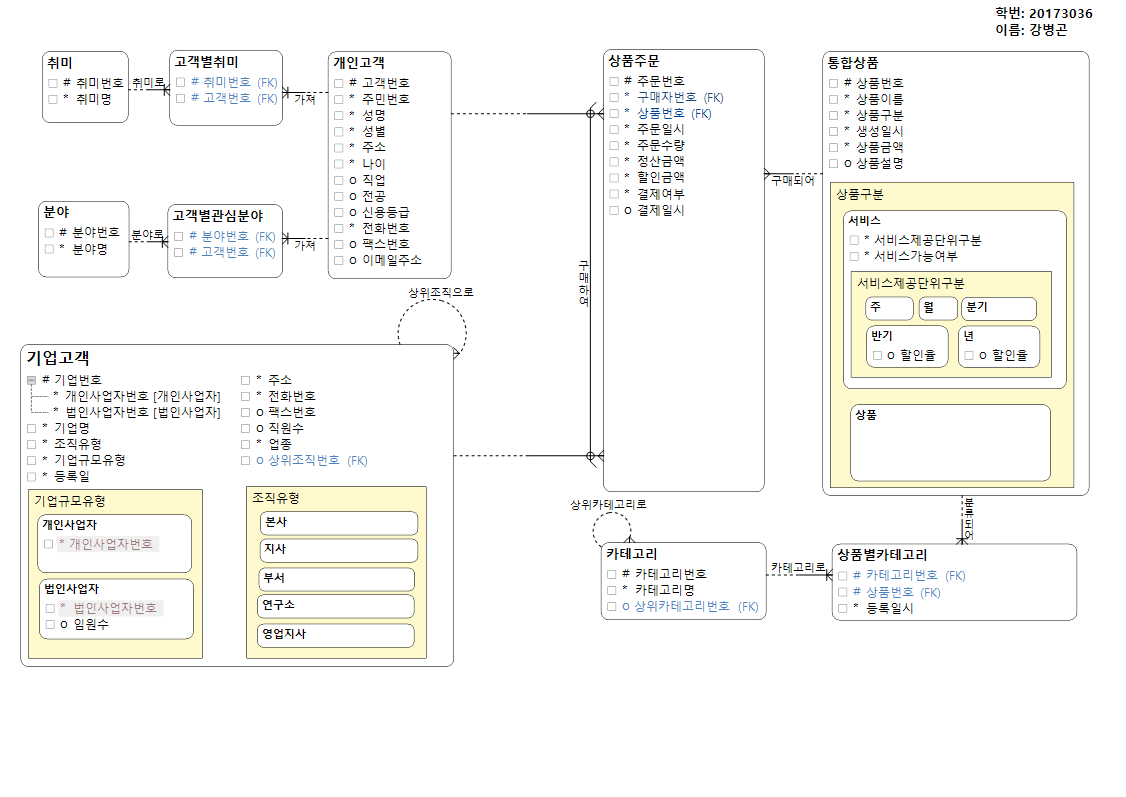 학번: 20173036
이름: 강병곤
취미
# 취미번호
* 취미명
취미로
고객별취미
# 취미번호 (FK)
# 고객번호 (FK)
가져
개인고객
# 고객번호
* 주민번호
* 성명
* 성별
* 주소
* 나이
o 직업
o 전공
o 신용등급
* 전화번호
o 팩스번호
o 이메일주소
분야
# 분야번호
* 분야명
분야로
고객별관심분야
# 분야번호 (FK)
# 고객번호 (FK)
가져
상품주문
# 주문번호
* 구매자번호 (FK)
* 상품번호 (FK)
* 주문일시
* 주문수량
* 정산금액
* 할인금액
* 결제여부
o 결제일시
구매하여
구매되어
통합상품
# 상품번호
* 상품이름
* 상품구분
* 생성일시
* 상품금액
o 상품설명
상품구분
서비스
* 서비스제공단위구분
* 서비스가능여부
서비스제공단위구분
주
월
분기
반기
o 할인율
년
o 할인율
상품
상위조직으로
기업고객
# 기업번호
* 개인사업자번호 [개인사업자]
* 법인사업자번호 [법인사업자]
* 기업명
* 조직유형
* 기업규모유형
* 등록일
* 주소
* 전화번호
o 팩스번호
o 직원수
* 업종
o 상위조직번호 (FK)
기업규모유형
개인사업자
* 개인사업자번호
법인사업자
* 법인사업자번호
o 임원수
조직유형
본사
지사
부서
연구소
영업지사
상위카테고리로
카테고리
# 카테고리번호
* 카테고리명
o 상위카테고리번호 (FK)
카테고리로
분류되어
상품별카테고리
# 카테고리번호 (FK)
# 상품번호 (FK)
* 등록일시